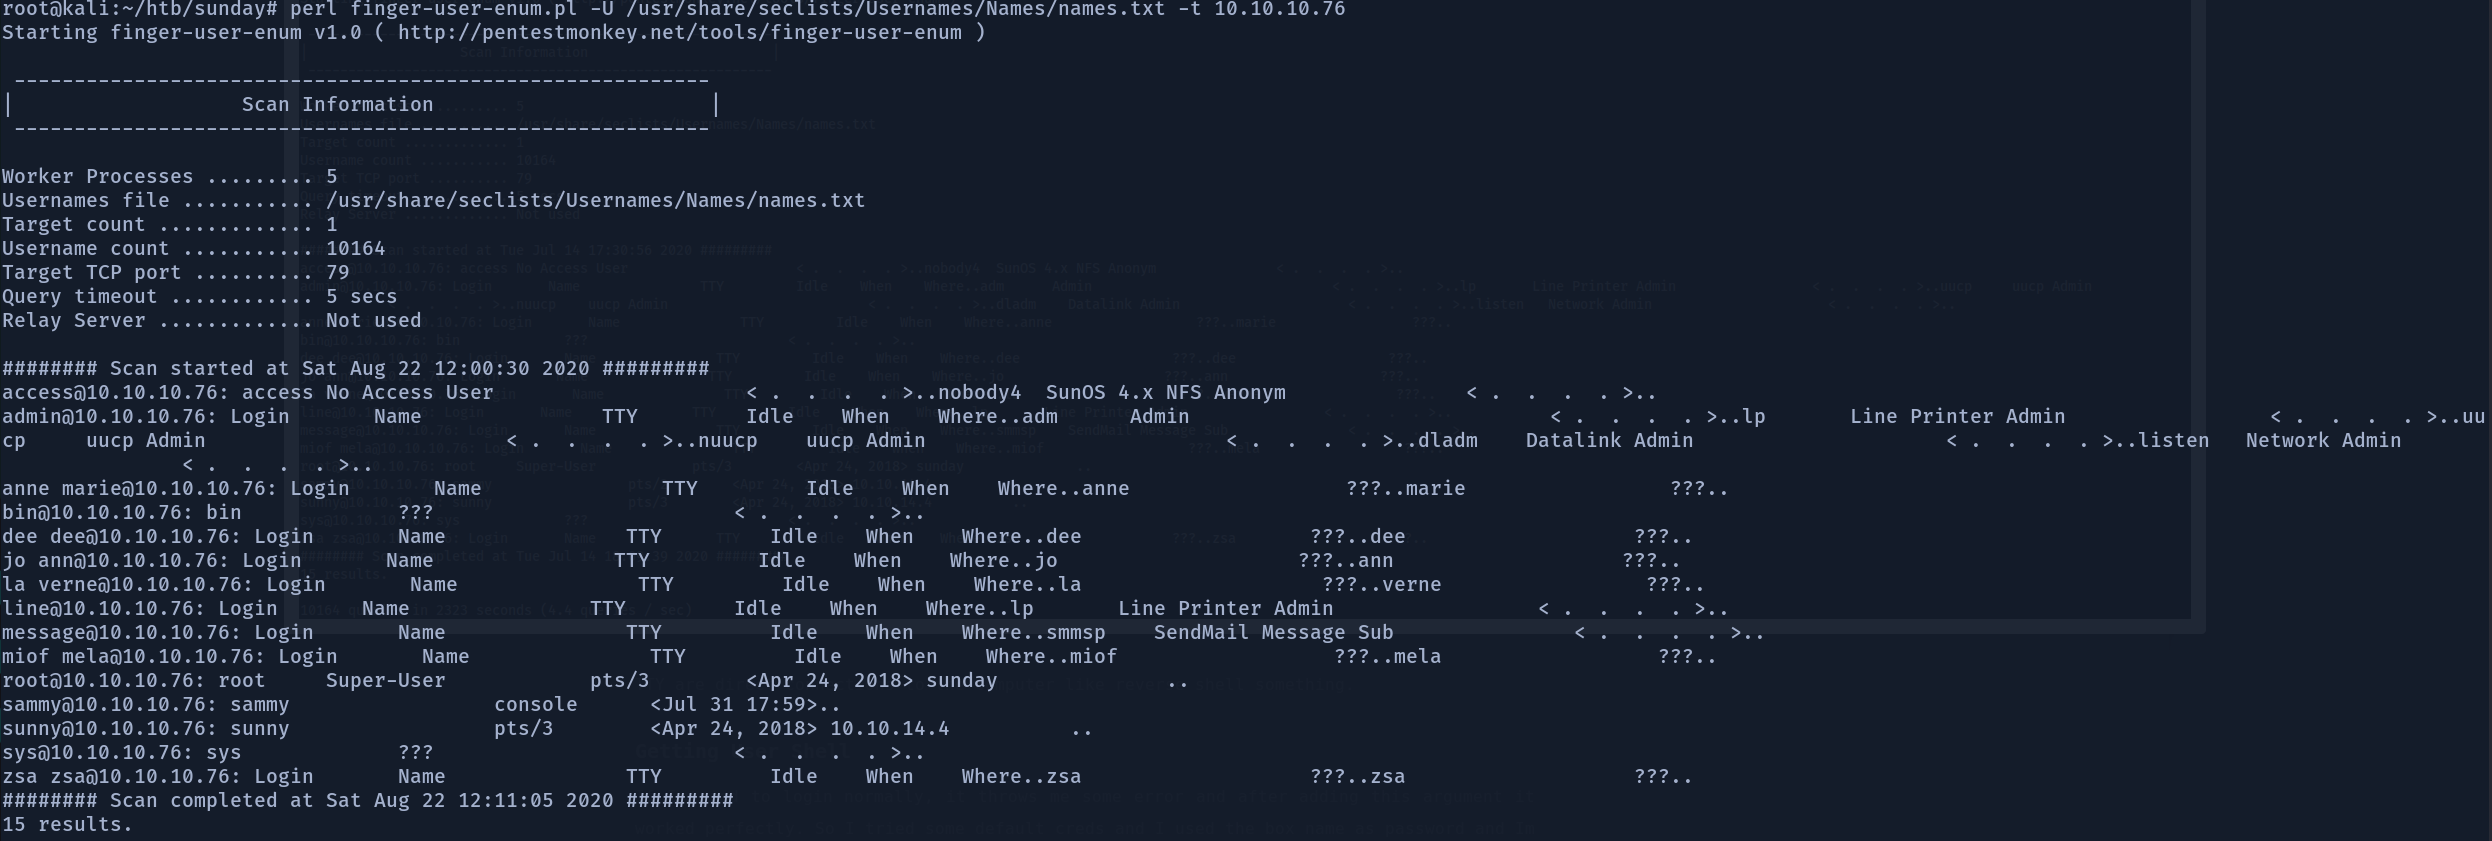 root@kali:~/htb/sunday# perl finger-user-enum.pl -U /usr/share/seclists/Usernames/Names/names.txt -t 10.10.10.76
Starting finger-user-enum v1.0 ( http://pentestmonkey.net/tools/finger-user-enum )
----------------------------------------------------------
| Scan Information |
----------------------------------------------------------
Worker Processes ......... 5
Usernames file ........... /usr/share/seclists/Usernames/Names/names.txt
Target count ............. 1
Username count ........... 10164
Target TCP port .......... 79
Query timeout ............ 5 secs
Relay Server ............. Not used
######## Scan started at Sat Aug 22 12:00:30 2020 #########
access@10.10.10.76: access No Access User < . . . . >..nobody4 SunOS 4.x NFS Anonym < . . . . >..
admin@10.10.10.76: Login Name TTY Idle When Where..adm Admin < . . . . >..lp Line Printer Admin < . . . . >..uu
cp uucp Admin < . . . . >..nuucp uucp Admin < . . . . >..dladm Datalink Admin < . . . . >..listen Network Admin
< . . . . >..
anne marie@10.10.10.76: Login Name TTY Idle When Where..anne ???..marie ???..
bin@10.10.10.76: bin ??? < . . . . >..
dee dee@10.10.10.76: Login Name TTY Idle When Where..dee ???..dee ???..
jo ann@10.10.10.76: Login Name TTY Idle When Where..jo ???..ann ???..
la verne@10.10.10.76: Login Name TTY Idle When Where..la ???..verne ???..
line@10.10.10.76: Login Name TTY Idle When Where..lp Line Printer Admin < . . . . >..
message@10.10.10.76: Login Name TTY Idle When Where..smmsp SendMail Message Sub < . . . . >..
miof mela@10.10.10.76: Login Name TTY Idle When Where..miof ???..mela ???..
root@10.10.10.76: root Super-User pts/3 <Apr 24, 2018> sunday ..
sammy@10.10.10.76: sammy console <Jul 31 17:59>..
sunny@10.10.10.76: sunny pts/3 <Apr 24, 2018> 10.10.14.4 ..
sys@10.10.10.76: sys ??? < . . . . >..
zsa zsa@10.10.10.76: Login Name TTY Idle When Where..zsa ???..zsa ???..
######## Scan completed at Sat Aug 22 12:11:05 2020 #########
15 results.